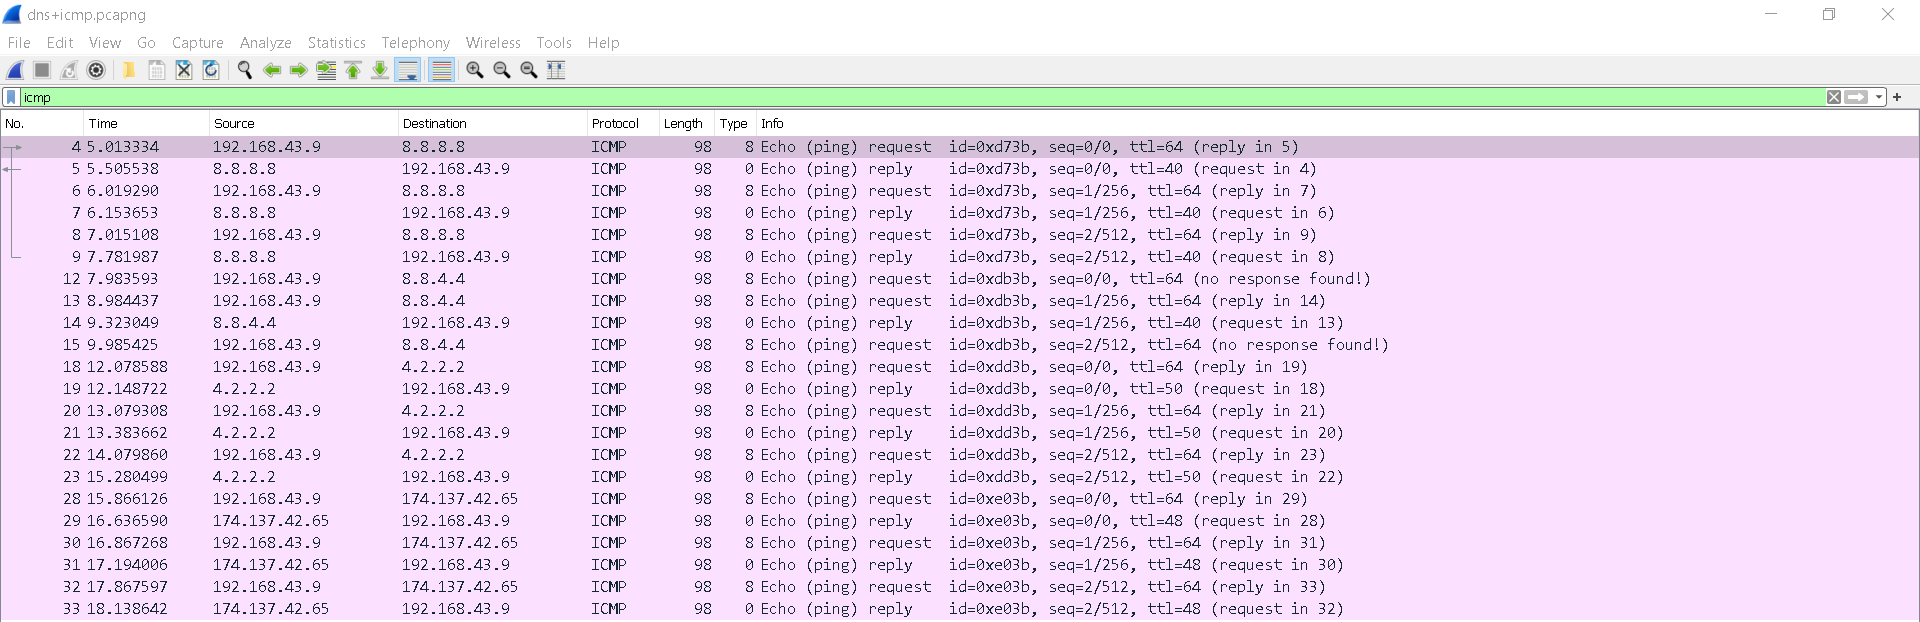 dns+icmp.pcapng
File Edit View Go Capture Analyze Statistics Telephony Wireless Tools Help
icmp
No. Time Source Destination Protocol Length Type Info
4 5.013334 192.168.43.9 8.8.8.8 ICMP 98 8 Echo (ping) request id=0xd73b, seq=0/0, ttl=64 (reply in 5)
5 5.505538 8.8.8.8 192.168.43.9 ICMP 98 0 Echo (ping) reply id=0xd73b, seq=0/0, ttl=40 (request in 4)
6 6.019290 192.168.43.9 8.8.8.8 ICMP 98 8 Echo (ping) request id=0xd73b, seq=1/256, ttl=64 (reply in 7)
7 6.153653 8.8.8.8 192.168.43.9 ICMP 98 0 Echo (ping) reply id=0xd73b, seq=1/256, ttl=40 (request in 6)
8 7.015108 192.168.43.9 8.8.8.8 ICMP 98 8 Echo (ping) request id=0xd73b, seq=2/512, ttl=64 (reply in 9)
9 7.781987 8.8.8.8 192.168.43.9 ICMP 98 0 Echo (ping) reply id=0xd73b, seq=2/512, ttl=40 (request in 8)
12 7.983593 192.168.43.9 8.8.4.4 ICMP 98 8 Echo (ping) request id=0xdb3b, seq=0/0, ttl=64 (no response found!)
13 8.984437 192.168.43.9 8.8.4.4 ICMP 98 8 Echo (ping) request id=0xdb3b, seq=1/256, ttl=64 (reply in 14)
14 9.323049 8.8.4.4 192.168.43.9 ICMP 98 0 Echo (ping) reply id=0xdb3b, seq=1/256, ttl=40 (request in 13)
15 9.985425 192.168.43.9 8.8.4.4 ICMP 98 8 Echo (ping) request id=0xdb3b, seq=2/512, ttl=64 (no response found!)
18 12.078588 192.168.43.9 4.2.2.2 ICMP 98 8 Echo (ping) request id=0xdd3b, seq=0/0, ttl=64 (reply in 19)
19 12.148722 4.2.2.2 192.168.43.9 ICMP 98 0 Echo (ping) reply id=0xdd3b, seq=0/0, ttl=50 (request in 18)
20 13.079308 192.168.43.9 4.2.2.2 ICMP 98 8 Echo (ping) request id=0xdd3b, seq=1/256, ttl=64 (reply in 21)
21 13.383662 4.2.2.2 192.168.43.9 ICMP 98 0 Echo (ping) reply id=0xdd3b, seq=1/256, ttl=50 (request in 20)
22 14.079860 192.168.43.9 4.2.2.2 ICMP 98 8 Echo (ping) request id=0xdd3b, seq=2/512, ttl=64 (reply in 23)
23 15.280499 4.2.2.2 192.168.43.9 ICMP 98 0 Echo (ping) reply id=0xdd3b, seq=2/512, ttl=50 (request in 22)
28 15.866126 192.168.43.9 174.137.42.65 ICMP 98 8 Echo (ping) request id=0xe03b, seq=0/0, ttl=64 (reply in 29)
29 16.636590 174.137.42.65 192.168.43.9 ICMP 98 0 Echo (ping) reply id=0xe03b, seq=0/0, ttl=48 (request in 28)
30 16.867268 192.168.43.9 174.137.42.65 ICMP 98 8 Echo (ping) request id=0xe03b, seq=1/256, ttl=64 (reply in 31)
31 17.194006 174.137.42.65 192.168.43.9 ICMP 98 0 Echo (ping) reply id=0xe03b, seq=1/256, ttl=48 (request in 30)
32 17.867597 192.168.43.9 174.137.42.65 ICMP 98 8 Echo (ping) request id=0xe03b, seq=2/512, ttl=64 (reply in 33)
33 18.138642 174.137.42.65 192.168.43.9 ICMP 98 0 Echo (ping) reply id=0xe03b, seq=2/512, ttl=48 (request in 32)